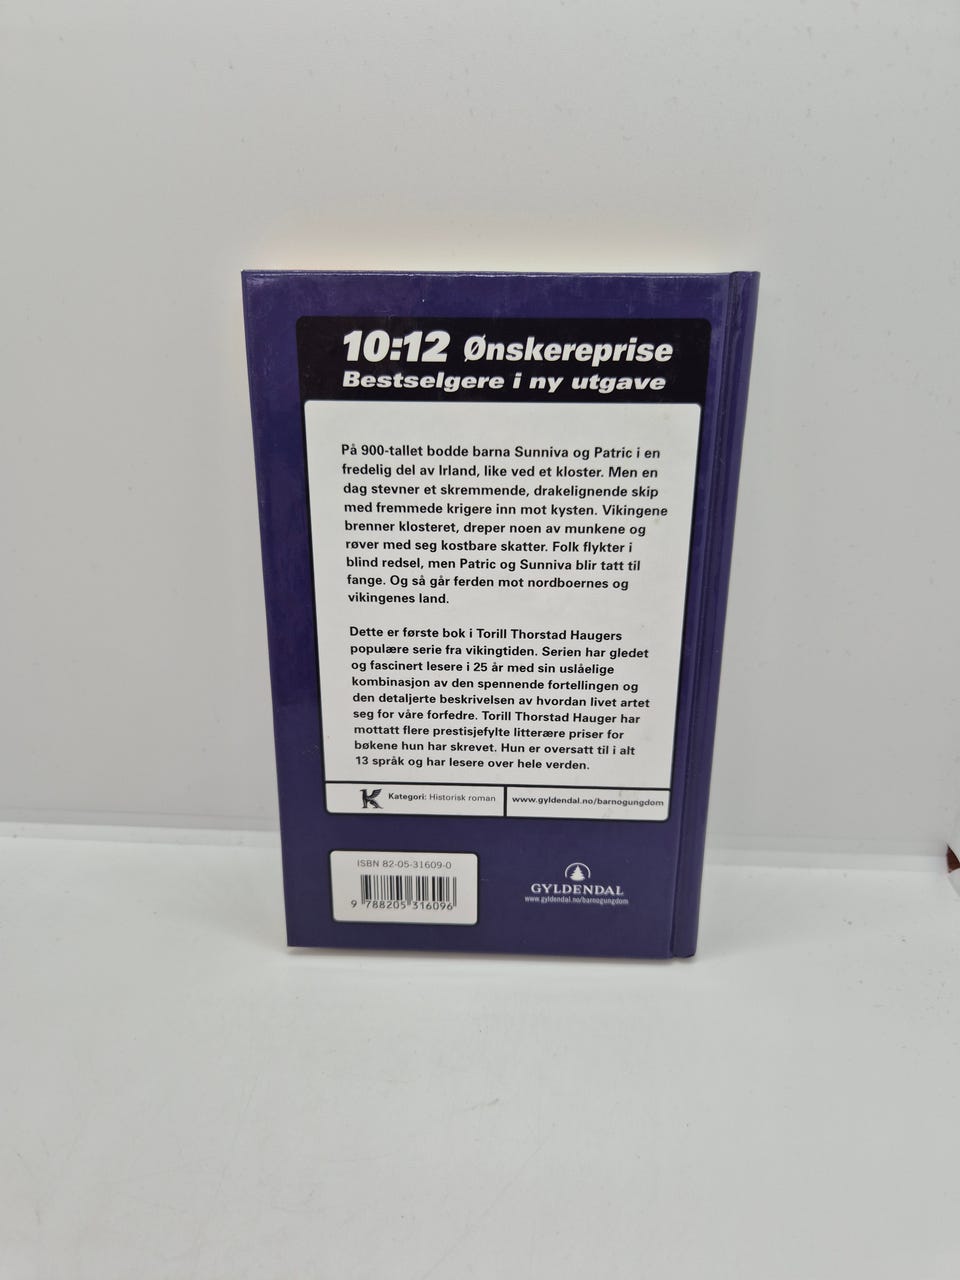 10:12 Ønskereprise
Bestselgere i ny utgave
På 900-tallet bodde barna Sunniva og Patric i en
fredelig del av Irland, like ved et kloster. Men en
dag stevner et skremmende, drakelignende skip
med fremmede krigere inn mot kysten. Vikingene
brenner klosteret, dreper noen av munkene og
røver med seg kostbare skatter. Folk flykter i
blind redsel, men Patric og Sunniva blir tatt til
fange. Og så går ferden mot nordboernes og
vikingenes land.
Dette er første bok i Torill Thorstad Haugers
populære serie fra vikingtiden. Serien har gledet
og fascinert lesere i 25 år med sin uslåelige
kombinasjon av den spennende fortellingen og
den detaljerte beskrivelsen av hvordan livet artet
seg for våre forfedre. Torill Thorstad Hauger har
mottatt flere prestisjefylte litterære priser for
bøkene hun har skrevet. Hun er oversatt til i alt
13 språk og har lesere over hele verden.
Kategori: Historisk roman
www.gyldendal.no/barnogungdom
ISBN 82-05-31609-0
9 788205 316096
GYLDENDAL
www.gyldendal.no/barnogungdom